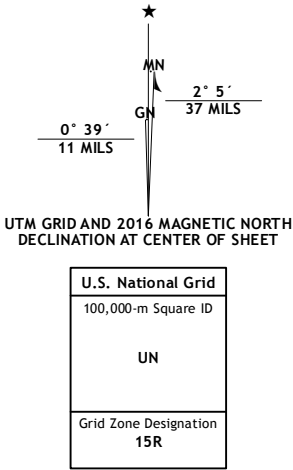 MN
2° 5´
37 MILS
GN
0° 39´
11 MILS
UTM GRID AND 2016 MAGNETIC NORTH
DECLINATION AT CENTER OF SHEET
U.S. National Grid
100,000-m Square ID
UN
Grid Zone Designation
15R